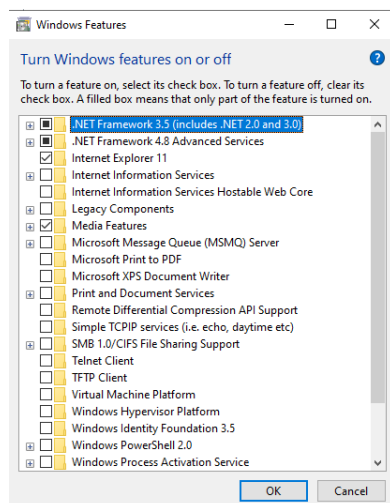 Windows Features
Turn Windows features on or off
To turn a feature on, select its check box. To turn a feature off, clear its
check box. A filled box means that only part of the feature is turned on.
.NET Framework 3.5 (includes .NET 2.0 and 3.0)
.NET Framework 4.8 Advanced Services
Internet Explorer 11
Internet Information Services
Internet Information Services Hostable Web Core
Legacy Components
Media Features
Microsoft Message Queue (MSMQ) Server
Microsoft Print to PDF
Microsoft XPS Document Writer
Print and Document Services
Remote Differential Compression API Support
Simple TCPIP services (i.e. echo, daytime etc)
SMB 1.0/CIFS File Sharing Support
Telnet Client
TFTP Client
Virtual Machine Platform
Windows Hypervisor Platform
Windows Identity Foundation 3.5
Windows PowerShell 2.0
Windows Process Activation Service
OK Cancel